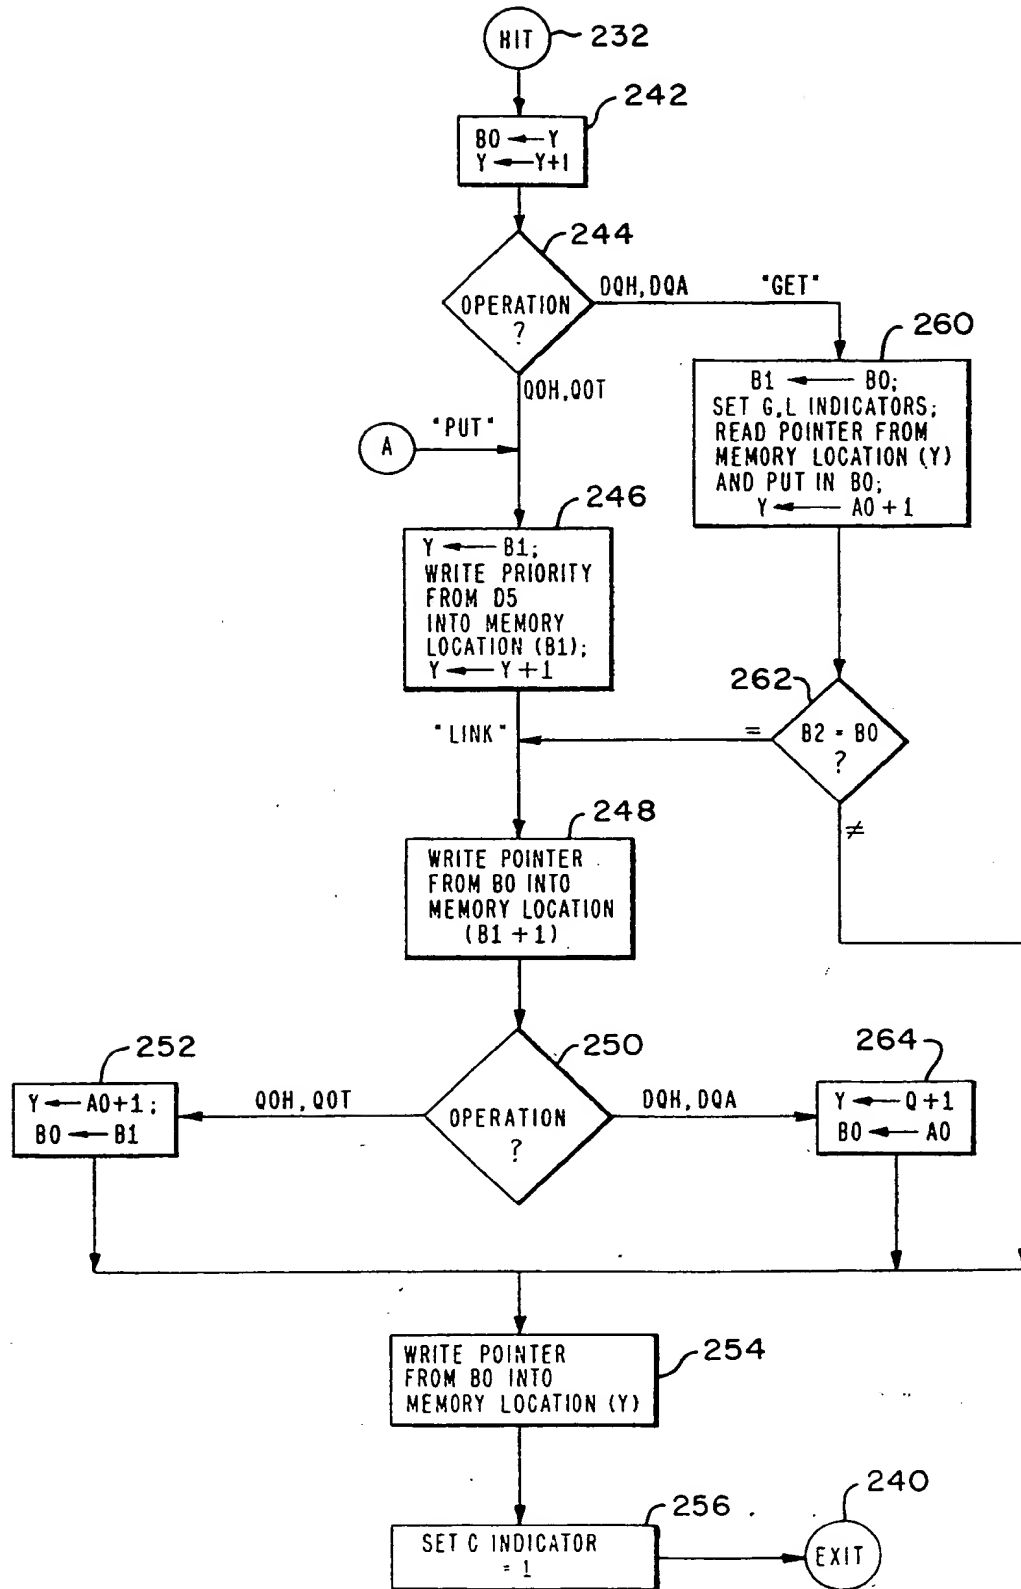 HIT
232
242
B0 ← Y
Y ← Y+1
244
OPERATION
?
DQH,DQA
"GET"
260
B1 ← B0;
SET G,L INDICATORS;
READ POINTER FROM
MEMORY LOCATION (Y)
AND PUT IN B0;
Y ← A0+1
QOH,QOT
"PUT"
A
246
Y ← B1;
WRITE PRIORITY
FROM D5
INTO MEMORY
LOCATION (B1);
Y ← Y+1
262
B2 = B0
?
=
≠
"LINK"
248
WRITE POINTER
FROM B0 INTO
MEMORY LOCATION
(B1+1)
250
OPERATION
?
QOH,QOT
DQH,DQA
252
Y ← A0+1;
B0 ← B1
264
Y ← Q+1
B0 ← A0
254
WRITE POINTER
FROM B0 INTO
MEMORY LOCATION (Y)
256
SET C INDICATOR
= 1
240
EXIT